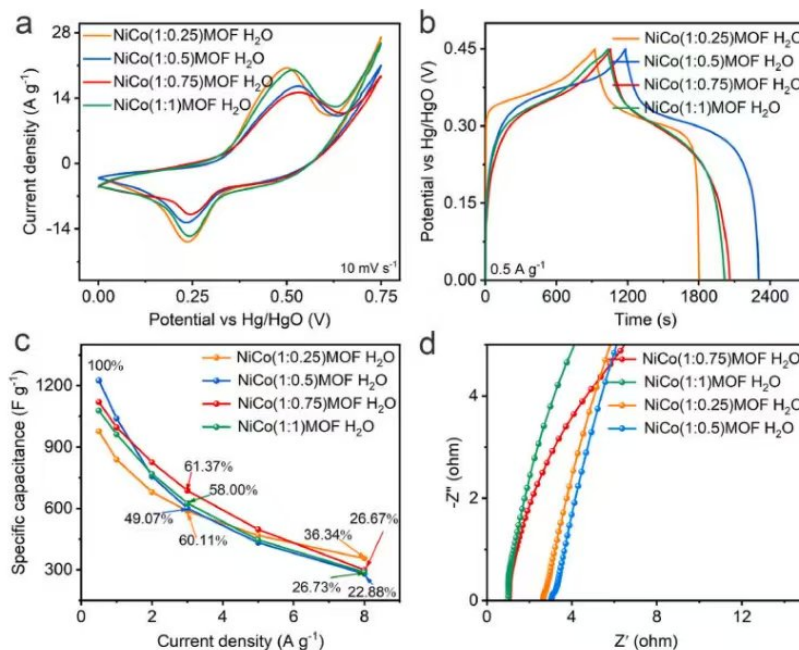 a
28
14
0
-14
Current density (A g⁻¹)
NiCo(1:0.25)MOF H₂O
NiCo(1:0.5)MOF H₂O
NiCo(1:0.75)MOF H₂O
NiCo(1:1)MOF H₂O
10 mV s⁻¹
0.00 0.25 0.50 0.75
Potential vs Hg/HgO (V)
b
0.45
0.30
0.15
0.00
Potential vs Hg/HgO (V)
NiCo(1:0.25)MOF H₂O
NiCo(1:0.5)MOF H₂O
NiCo(1:0.75)MOF H₂O
NiCo(1:1)MOF H₂O
0.5 A g⁻¹
0 600 1200 1800 2400
Time (s)
c
1200
900
600
300
Specific capacitance (F g⁻¹)
100%
NiCo(1:0.25)MOF H₂O
NiCo(1:0.5)MOF H₂O
NiCo(1:0.75)MOF H₂O
NiCo(1:1)MOF H₂O
61.37%
58.00%
49.07%
60.11%
36.34%
26.67%
26.73%
22.88%
0 2 4 6 8
Current density (A g⁻¹)
d
4
2
0
-Z" (ohm)
NiCo(1:0.75)MOF H₂O
NiCo(1:1)MOF H₂O
NiCo(1:0.25)MOF H₂O
NiCo(1:0.5)MOF H₂O
0 4 8 12
Z' (ohm)